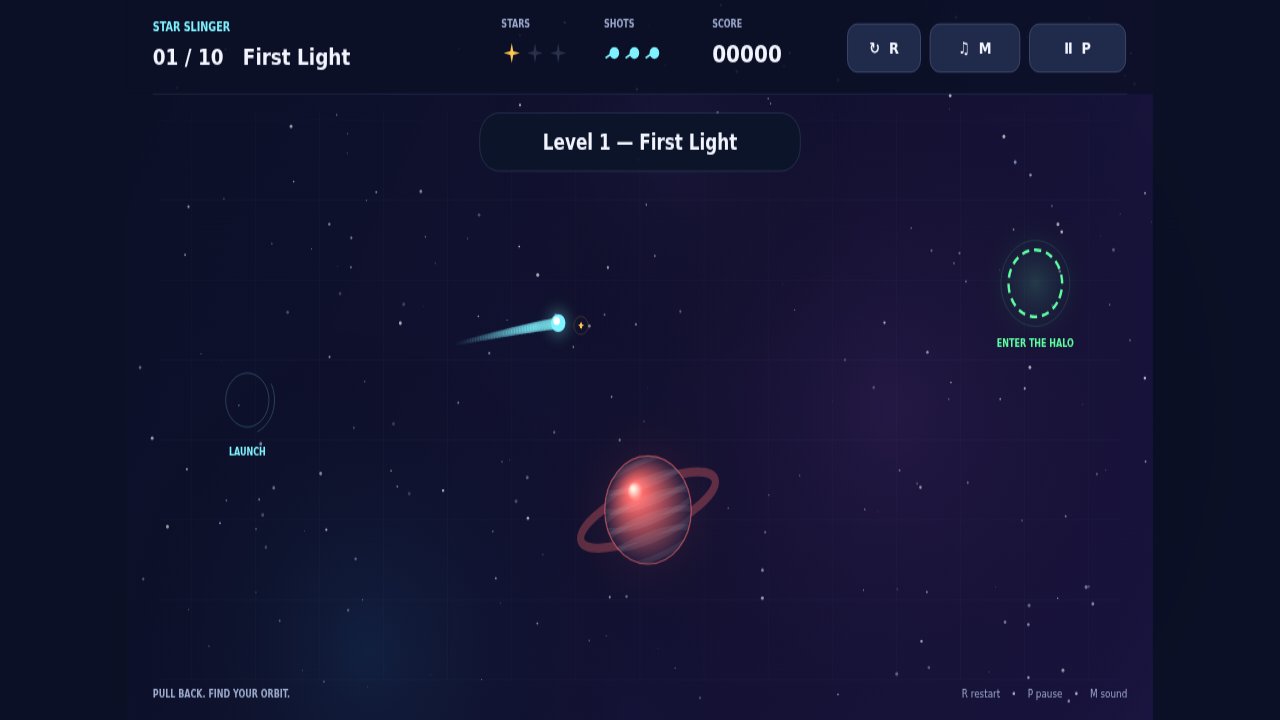 STAR SLINGER
01 / 10 First Light
STARS
SHOTS
SCORE
00000
↻ R
♫ M
⏸ P
Level 1 — First Light
ENTER THE HALO
LAUNCH
PULL BACK. FIND YOUR ORBIT.
R restart • P pause • M sound